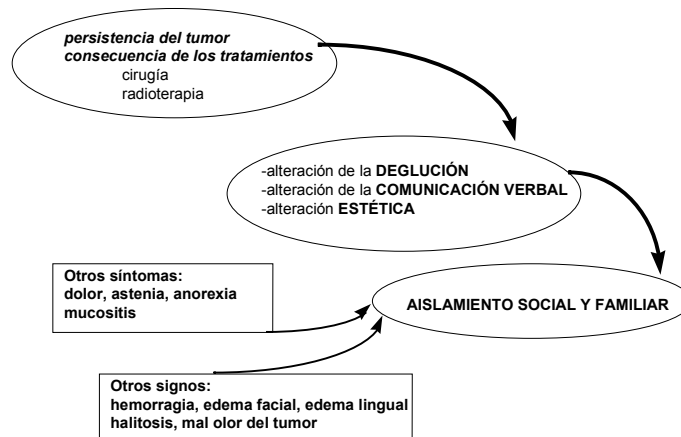 persistencia del tumor
consecuencia de los tratamientos
cirugía
radioterapia
-alteración de la DEGLUCIÓN
-alteración de la COMUNICACIÓN VERBAL
-alteración ESTÉTICA
Otros síntomas:
dolor, astenia, anorexia
mucositis
AISLAMIENTO SOCIAL Y FAMILIAR
Otros signos:
hemorragia, edema facial, edema lingual
halitosis, mal olor del tumor